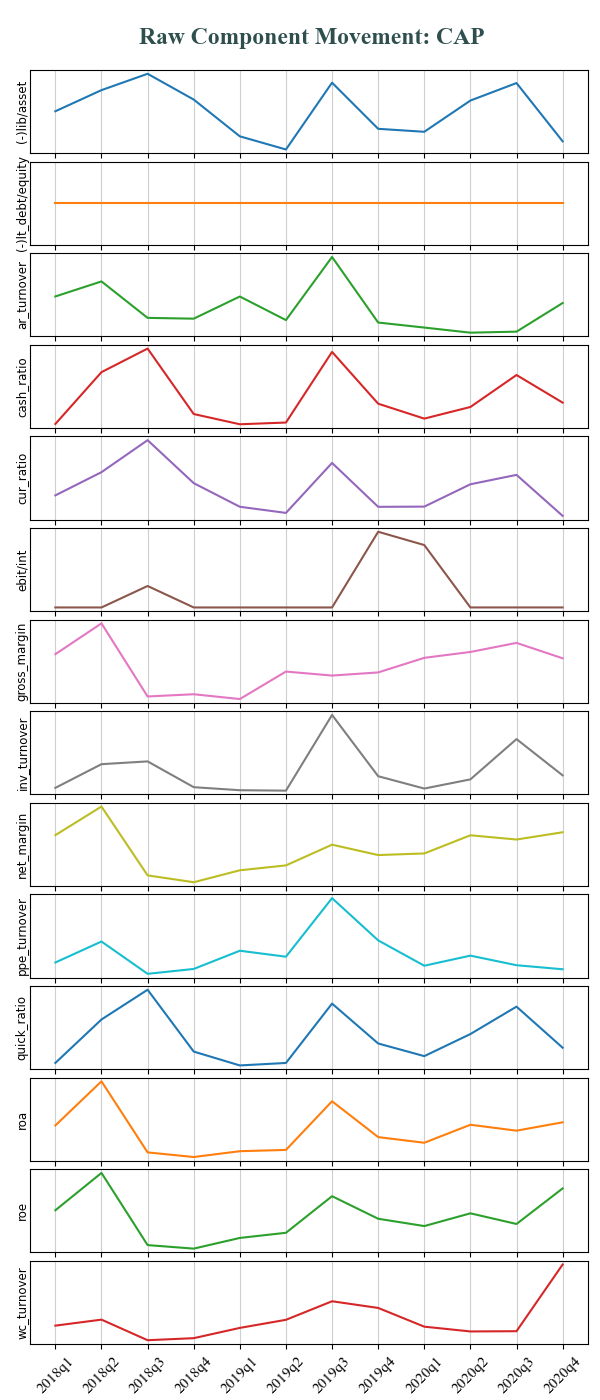 Raw Component Movement: CAP
(-)lib/asset
(-)lt_debt/equity
ar_turnover
cash_ratio
cur_ratio
ebit/int
gross_margin
inv_turnover
net_margin
ppe_turnover
quick_ratio
roa
roe
wc_turnover
2018q1 2018q2 2018q3 2018q4 2019q1 2019q2 2019q3 2019q4 2020q1 2020q2 2020q3 2020q4